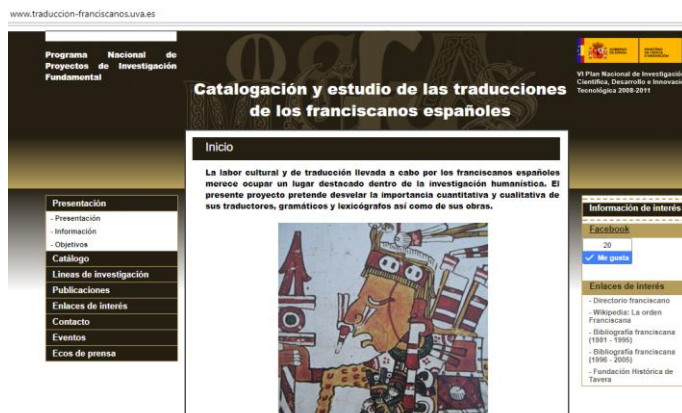 www.traduccion-franciscanos.uva.es
Programa Nacional de
Proyectos de Investigación
Fundamental
Catalogación y estudio de las traducciones
de los franciscanos españoles
VI Plan Nacional de Investigación
Científica, Desarrollo e Innovació
Tecnológica 2008-2011
Inicio
La labor cultural y de traducción llevada a cabo por los franciscanos españoles
merece ocupar un lugar destacado dentro de la investigación humanística. El
presente proyecto pretende desvelar la importancia cuantitativa y cualitativa de
sus traductores, gramáticos y lexicógrafos así como de sus obras.
Presentación
- Presentación
- Información
- Objetivos
Catálogo
Lineas de investigación
Publicaciones
Enlaces de interés
Contacto
Eventos
Ecos de prensa
Información de interés
Facebook
20
Me gusta
Enlaces de interés
- Directorio franciscano
- Wikipedia: La orden
Franciscana
- Bibliografía franciscana
(1981 - 1995)
- Bibliografía franciscana
(1996 - 2005)
- Fundación Histórica de
Tavera